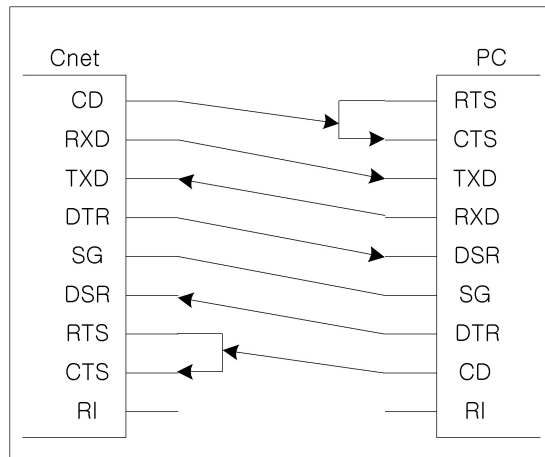 Cnet PC
CD RTS
RXD CTS
TXD TXD
DTR RXD
SG DSR
DSR SG
RTS DTR
CTS CD
RI RI